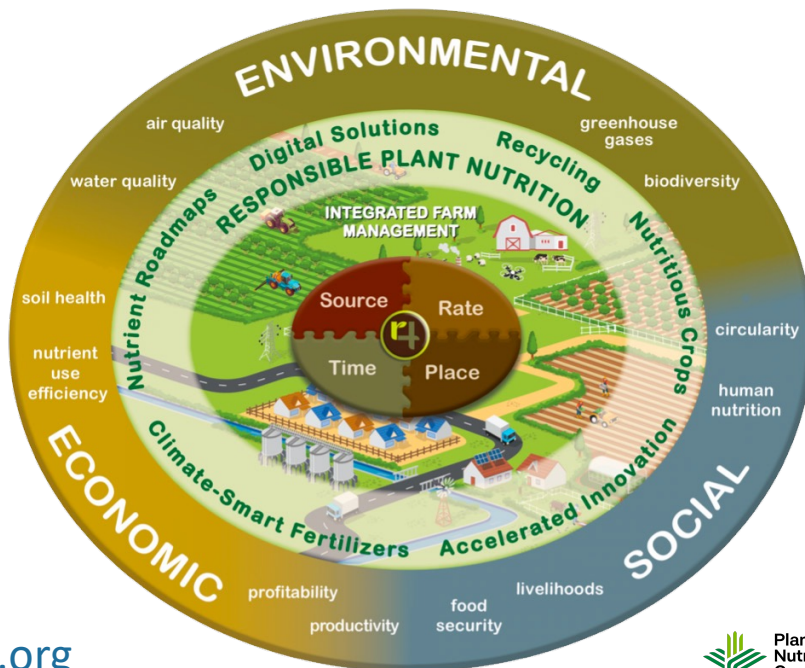 ENVIRONMENTAL
air quality
water quality
greenhouse
gases
biodiversity
Digital Solutions
Recycling
Nutrient Roadmaps
Nutritious Crops
RESPONSIBLE PLANT NUTRITION
INTEGRATED FARM
MANAGEMENT
Source
Rate
r4
Time
Place
soil health
nutrient
use
efficiency
circularity
human
nutrition
Climate-Smart Fertilizers
Accelerated Innovation
ECONOMIC
SOCIAL
profitability
productivity
food
security
livelihoods
.org